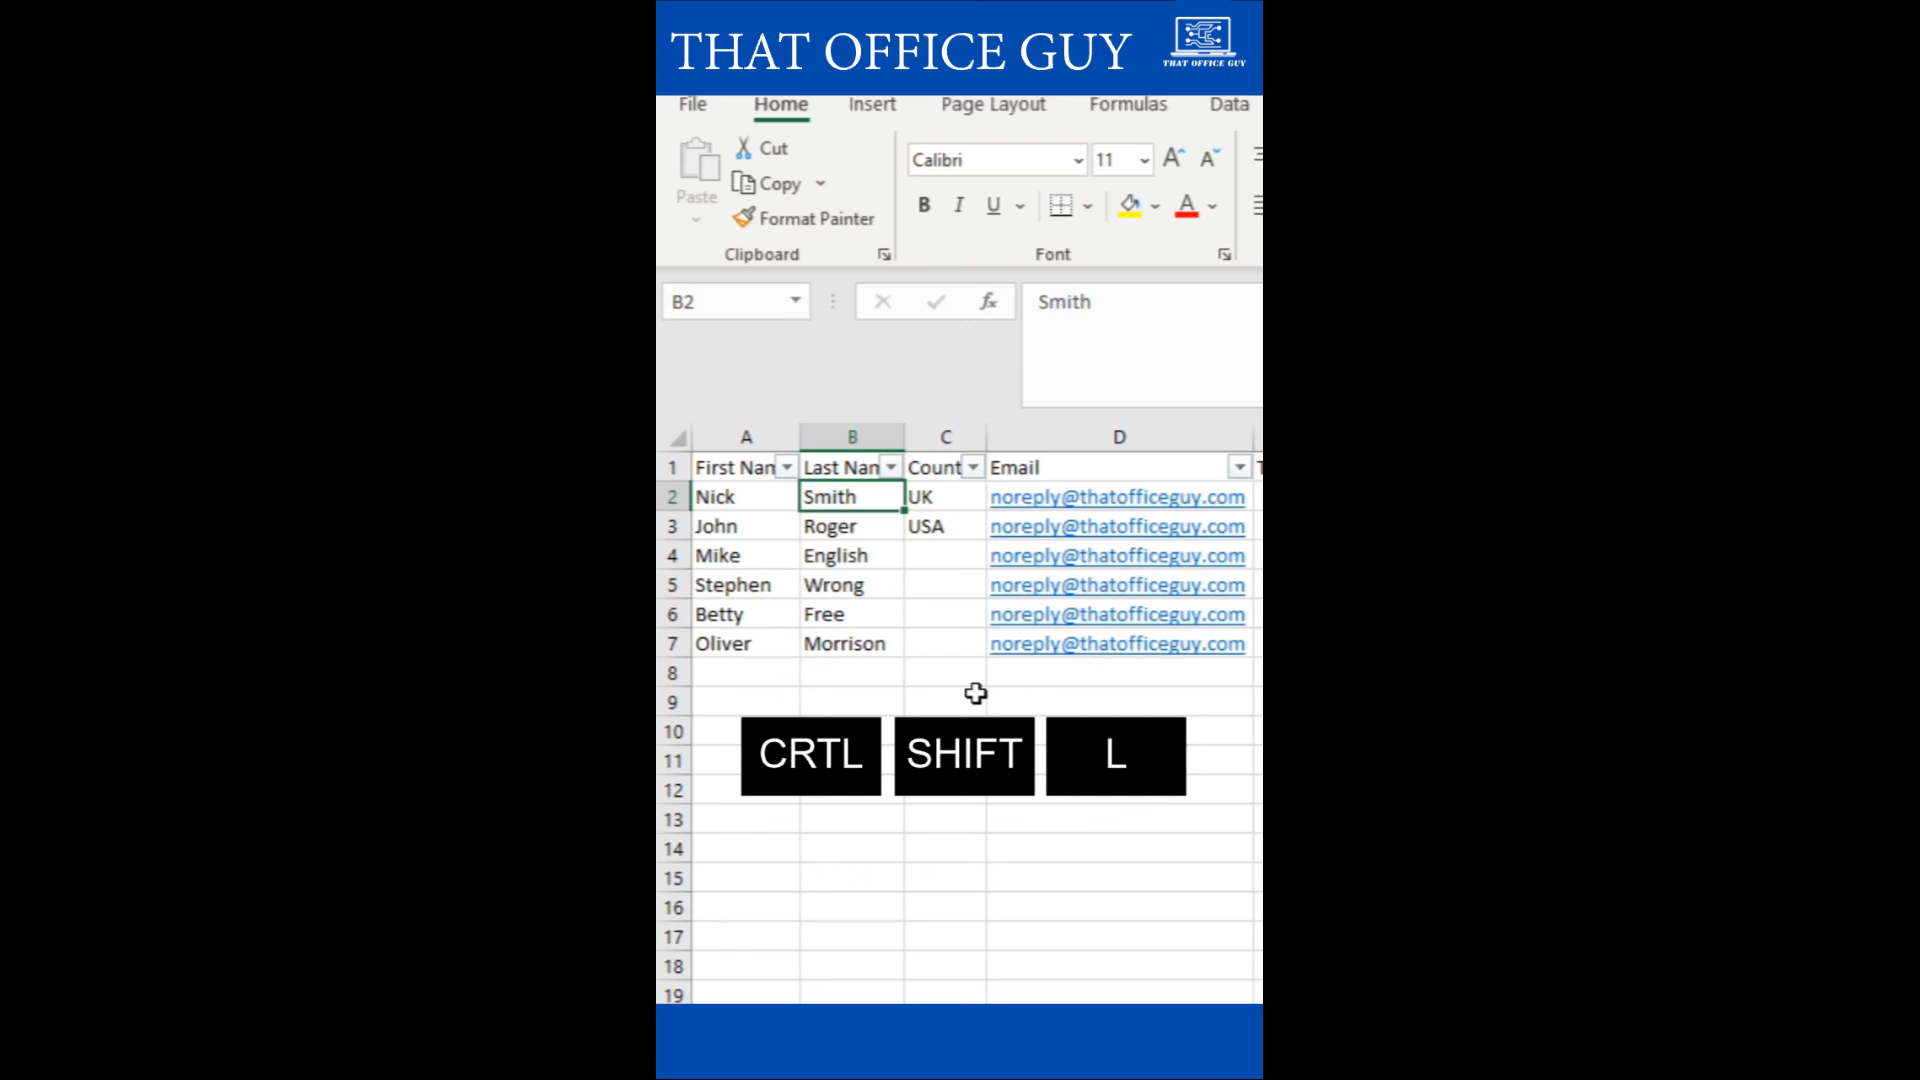 THAT OFFICE GUY
THAT OFFICE GUY
File Home Insert Page Layout Formulas Data
Cut
Copy
Paste
Format Painter
Clipboard
Calibri 11
B I U A
Font
B2
fx
Smith
A B C D
1 First Nan Last Nan Count Email
2 Nick Smith UK noreply@thatofficeguy.com
3 John Roger USA noreply@thatofficeguy.com
4 Mike English noreply@thatofficeguy.com
5 Stephen Wrong noreply@thatofficeguy.com
6 Betty Free noreply@thatofficeguy.com
7 Oliver Morrison noreply@thatofficeguy.com
8
9
10
11
12
CRTL SHIFT L
13
14
15
16
17
18
19